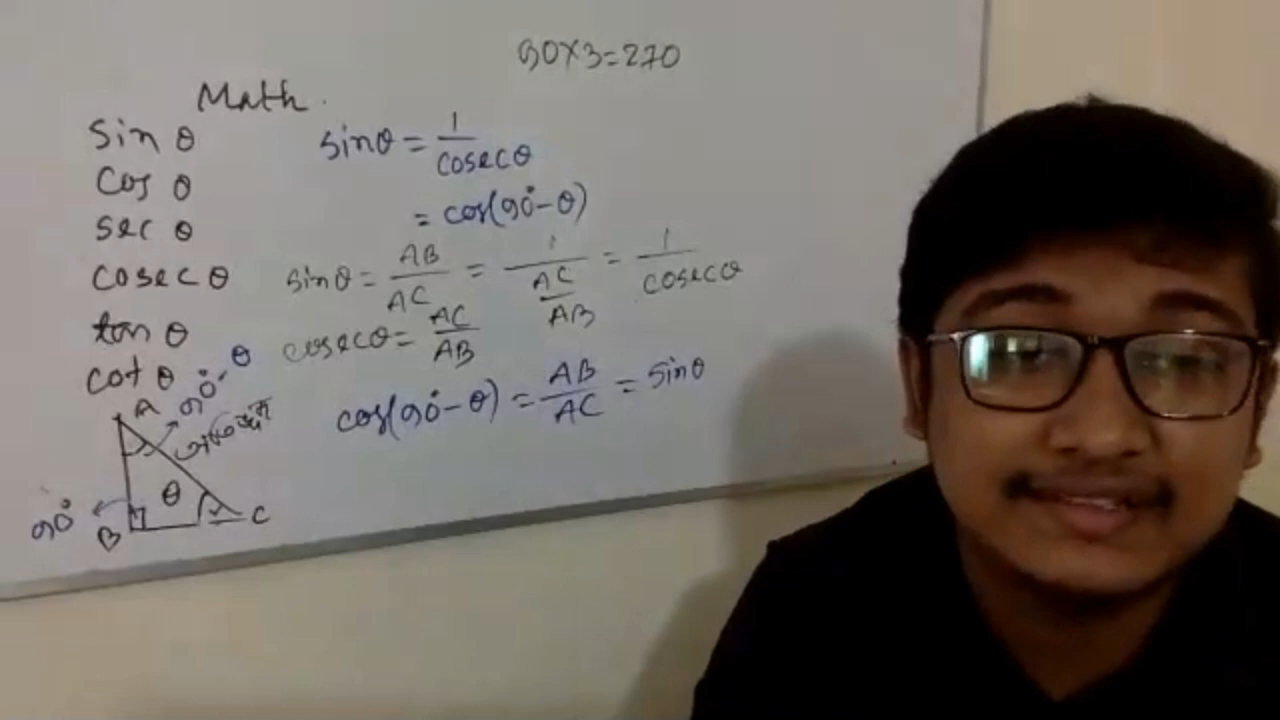 90×3=270
Math.
sin θ
cos θ
sec θ
cosec θ
tan θ
cot θ
sinθ = 1/cosecθ
= cos(90°-θ)
sinθ = AB/AC = 1/(AC/AB) = 1/cosecθ
cosecθ = AC/AB
cos(90°-θ) = AB/AC = sinθ
A
90°-θ
θ
90°
B
C